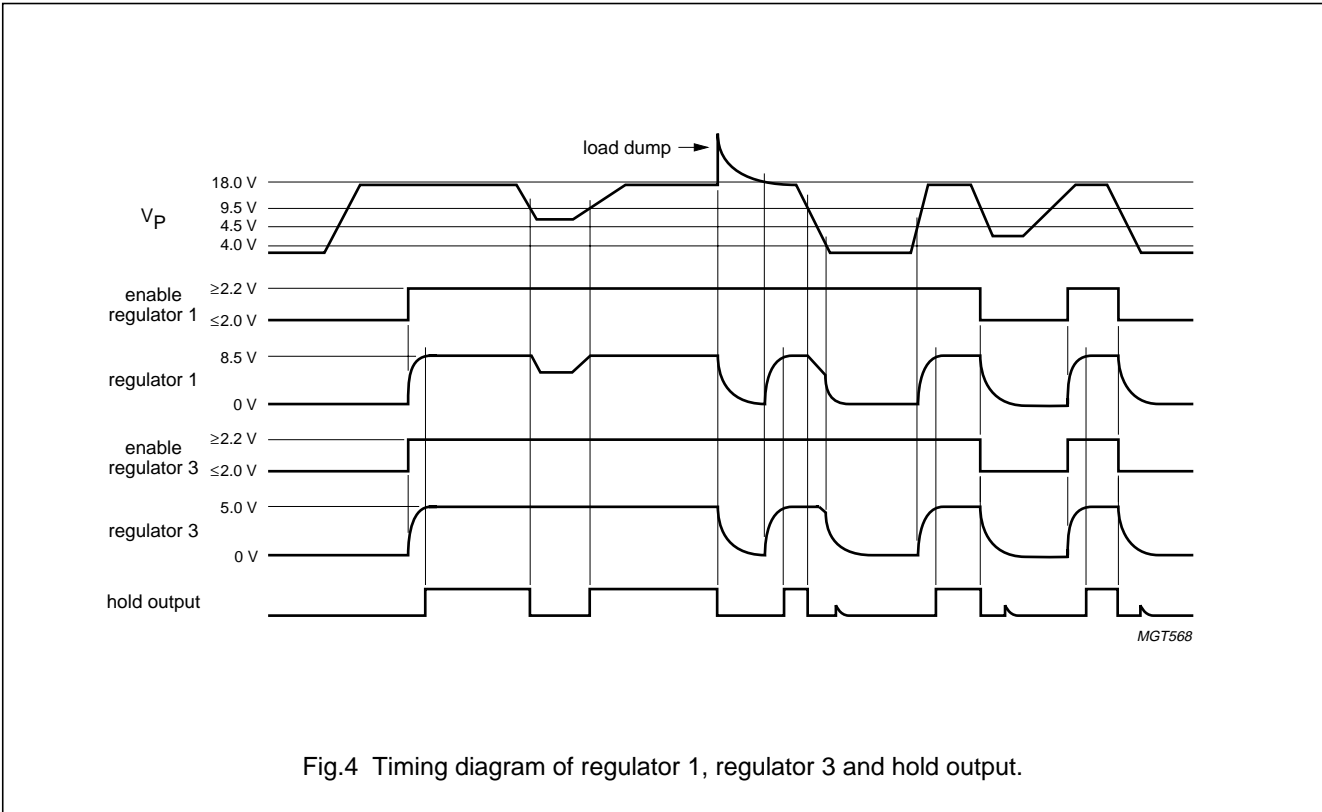 load dump
18.0 V
9.5 V
VP
4.5 V
4.0 V
enable
regulator 1
≥2.2 V
≤2.0 V
8.5 V
regulator 1
0 V
enable
regulator 3
≥2.2 V
≤2.0 V
5.0 V
regulator 3
0 V
hold output
MGT568
Fig.4 Timing diagram of regulator 1, regulator 3 and hold output.